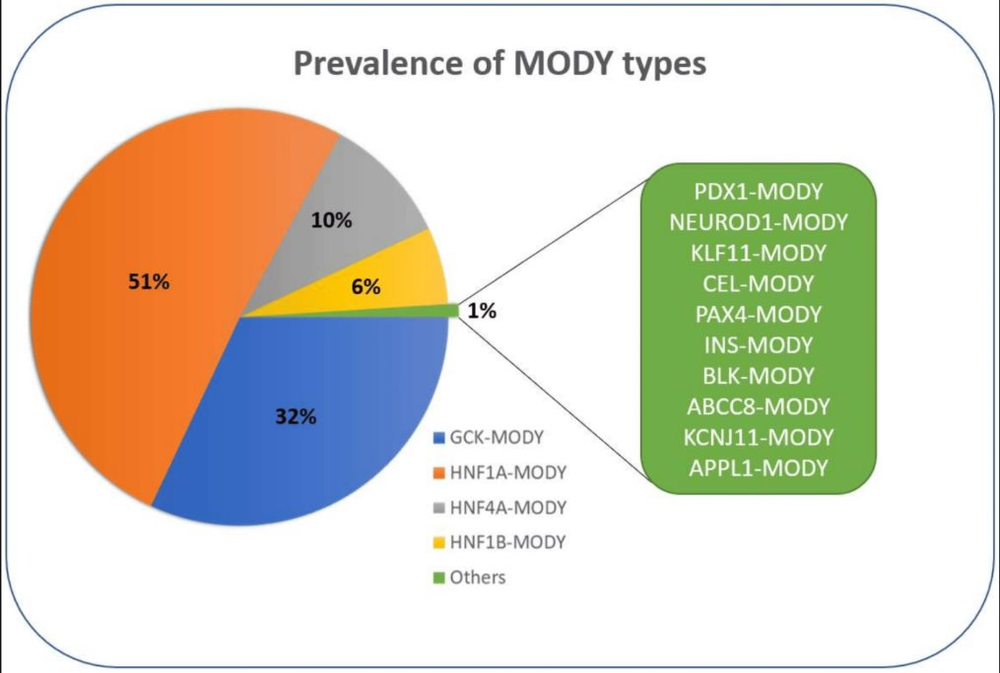 Prevalence of MODY types
51%
10%
6%
1%
32%
GCK-MODY
HNF1A-MODY
HNF4A-MODY
HNF1B-MODY
Others
PDX1-MODY
NEUROD1-MODY
KLF11-MODY
CEL-MODY
PAX4-MODY
INS-MODY
BLK-MODY
ABCC8-MODY
KCNJ11-MODY
APPL1-MODY